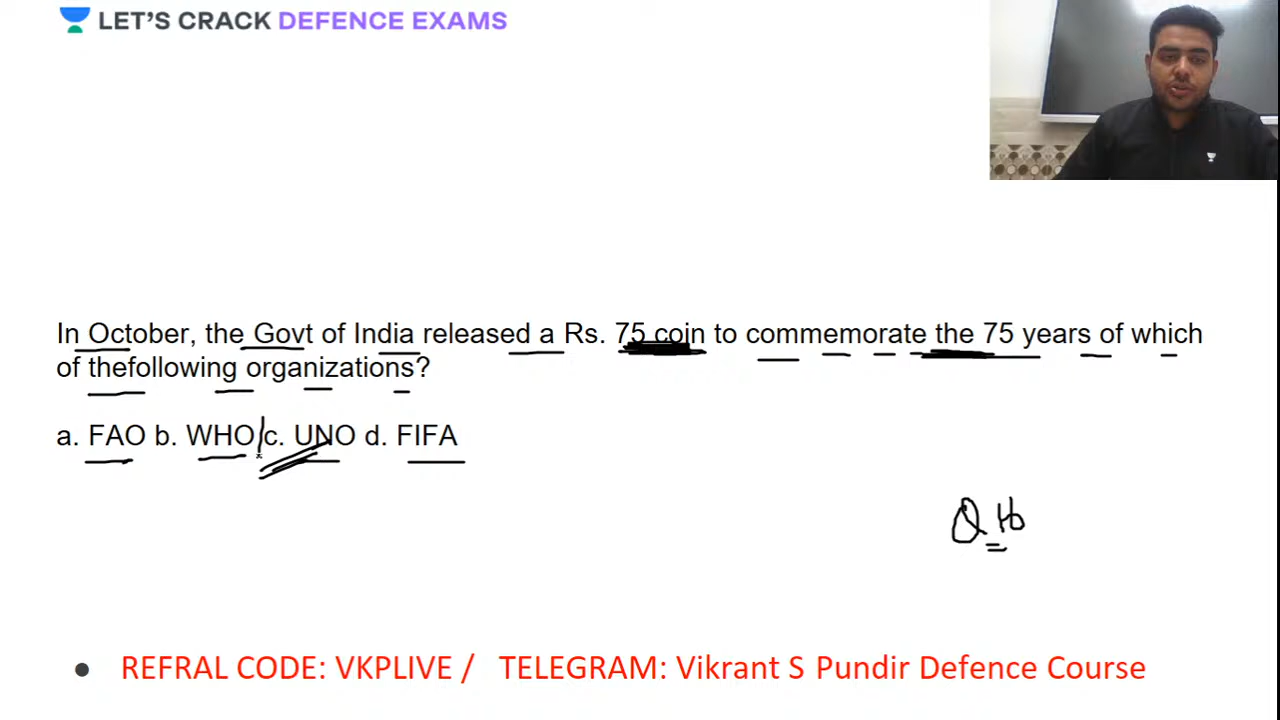 LET'S CRACK DEFENCE EXAMS
In October, the Govt of India released a Rs. 75 coin to commemorate the 75 years of which
of thefollowing organizations?
a. FAO b. WHO c. UNO d. FIFA
REFRAL CODE: VKPLIVE / TELEGRAM: Vikrant S Pundir Defence Course